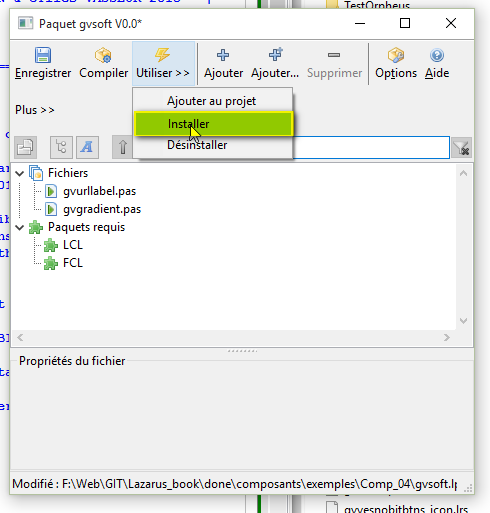 TestOrpheus
Paquet gvsoft V0.0*
Enregistrer Compiler Utiliser >> Ajouter Ajouter... Supprimer Options Aide
Ajouter au projet
Plus >>
Installer
Désinstaller
Fichiers
gvurllabel.pas
gvgradient.pas
Paquets requis
LCL
FCL
Propriétés du fichier
Modifié : F:\Web\GIT\Lazarus_book\done\composants\exemples\Comp_04\gvsoft.lp
gvyesnobitbtns_icon.lrs